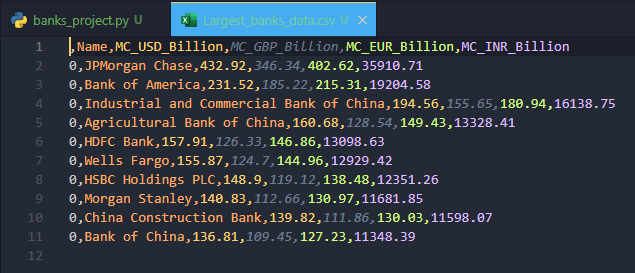 banks_project.py U
Largest_banks_data.csv U ×
1 ,Name,MC_USD_Billion,MC_GBP_Billion,MC_EUR_Billion,MC_INR_Billion
2 0,JPMorgan Chase,432.92,346.34,402.62,35910.71
3 0,Bank of America,231.52,185.22,215.31,19204.58
4 0,Industrial and Commercial Bank of China,194.56,155.65,180.94,16138.75
5 0,Agricultural Bank of China,160.68,128.54,149.43,13328.41
6 0,HDFC Bank,157.91,126.33,146.86,13098.63
7 0,Wells Fargo,155.87,124.7,144.96,12929.42
8 0,HSBC Holdings PLC,148.9,119.12,138.48,12351.26
9 0,Morgan Stanley,140.83,112.66,130.97,11681.85
10 0,China Construction Bank,139.82,111.86,130.03,11598.07
11 0,Bank of China,136.81,109.45,127.23,11348.39
12